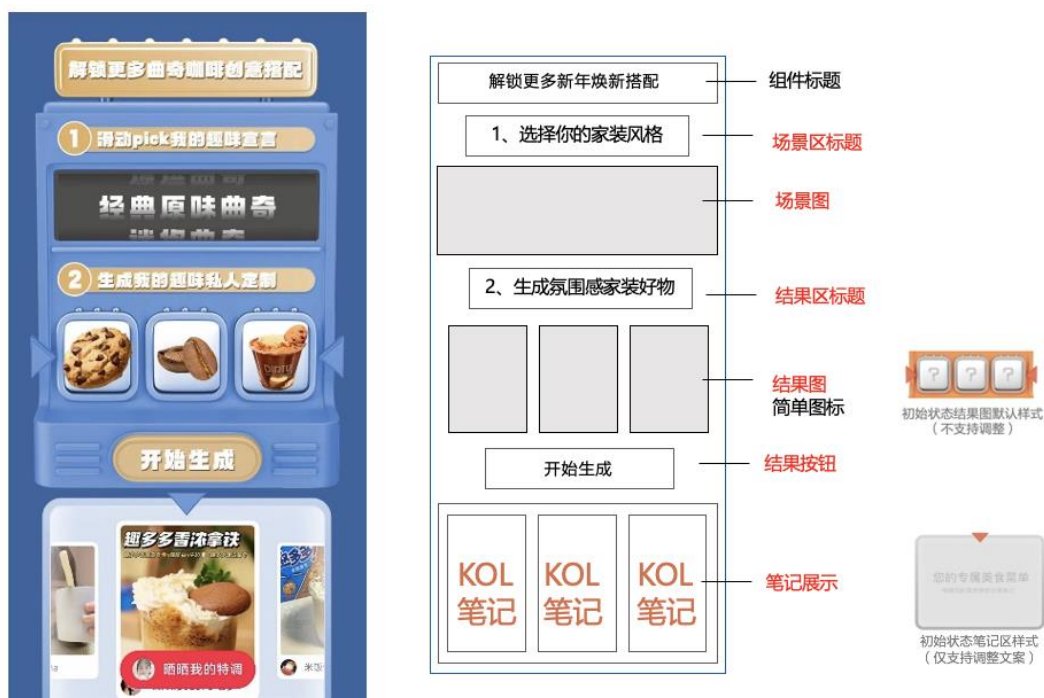 解锁更多曲奇咖啡创意搭配
1 滑动pick我的趣味宣言
经典原味曲奇
2 生成我的趣味私人定制
开始生成
趣多多香浓拿铁
晒晒我的特调
米饭
解锁更多新年焕新搭配
1、选择你的家装风格
2、生成氛围感家装好物
开始生成
KOL
笔记
KOL
笔记
KOL
笔记
组件标题
场景区标题
场景图
结果区标题
结果图
简单图标
结果按钮
笔记展示
? ? ?
初始状态结果图默认样式
（不支持调整）
您的专属美食菜单
初始状态笔记区样式
（仅支持调整文案）